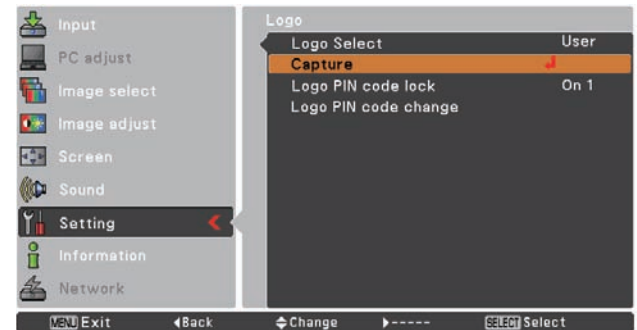 Input
PC adjust
Image select
Image adjust
Screen
Sound
Setting
Information
Network
Logo
Logo Select User
Capture
Logo PIN code lock On 1
Logo PIN code change
MENU Exit ◀Back ◆Change ▶----- SELECT Select